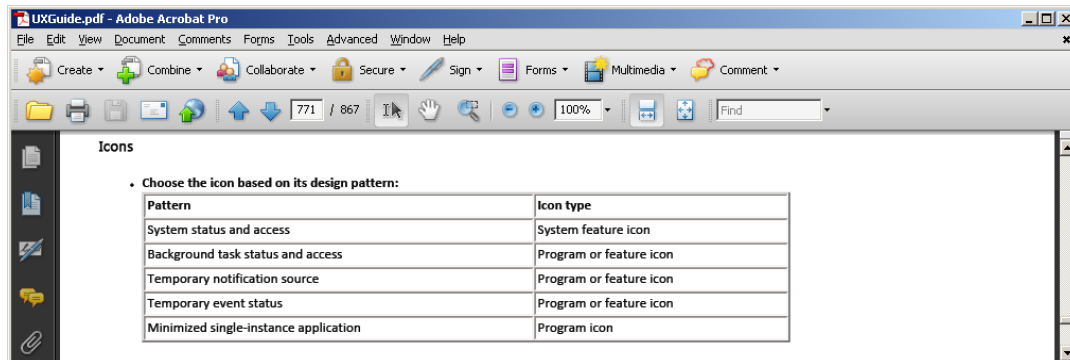 UXGuide.pdf - Adobe Acrobat Pro
File Edit View Document Comments Forms Tools Advanced Window Help
Create Combine Collaborate Secure Sign Forms Multimedia Comment
771 / 867 100% Find
Icons
• Choose the icon based on its design pattern:
Pattern Icon type
System status and access System feature icon
Background task status and access Program or feature icon
Temporary notification source Program or feature icon
Temporary event status Program or feature icon
Minimized single-instance application Program icon